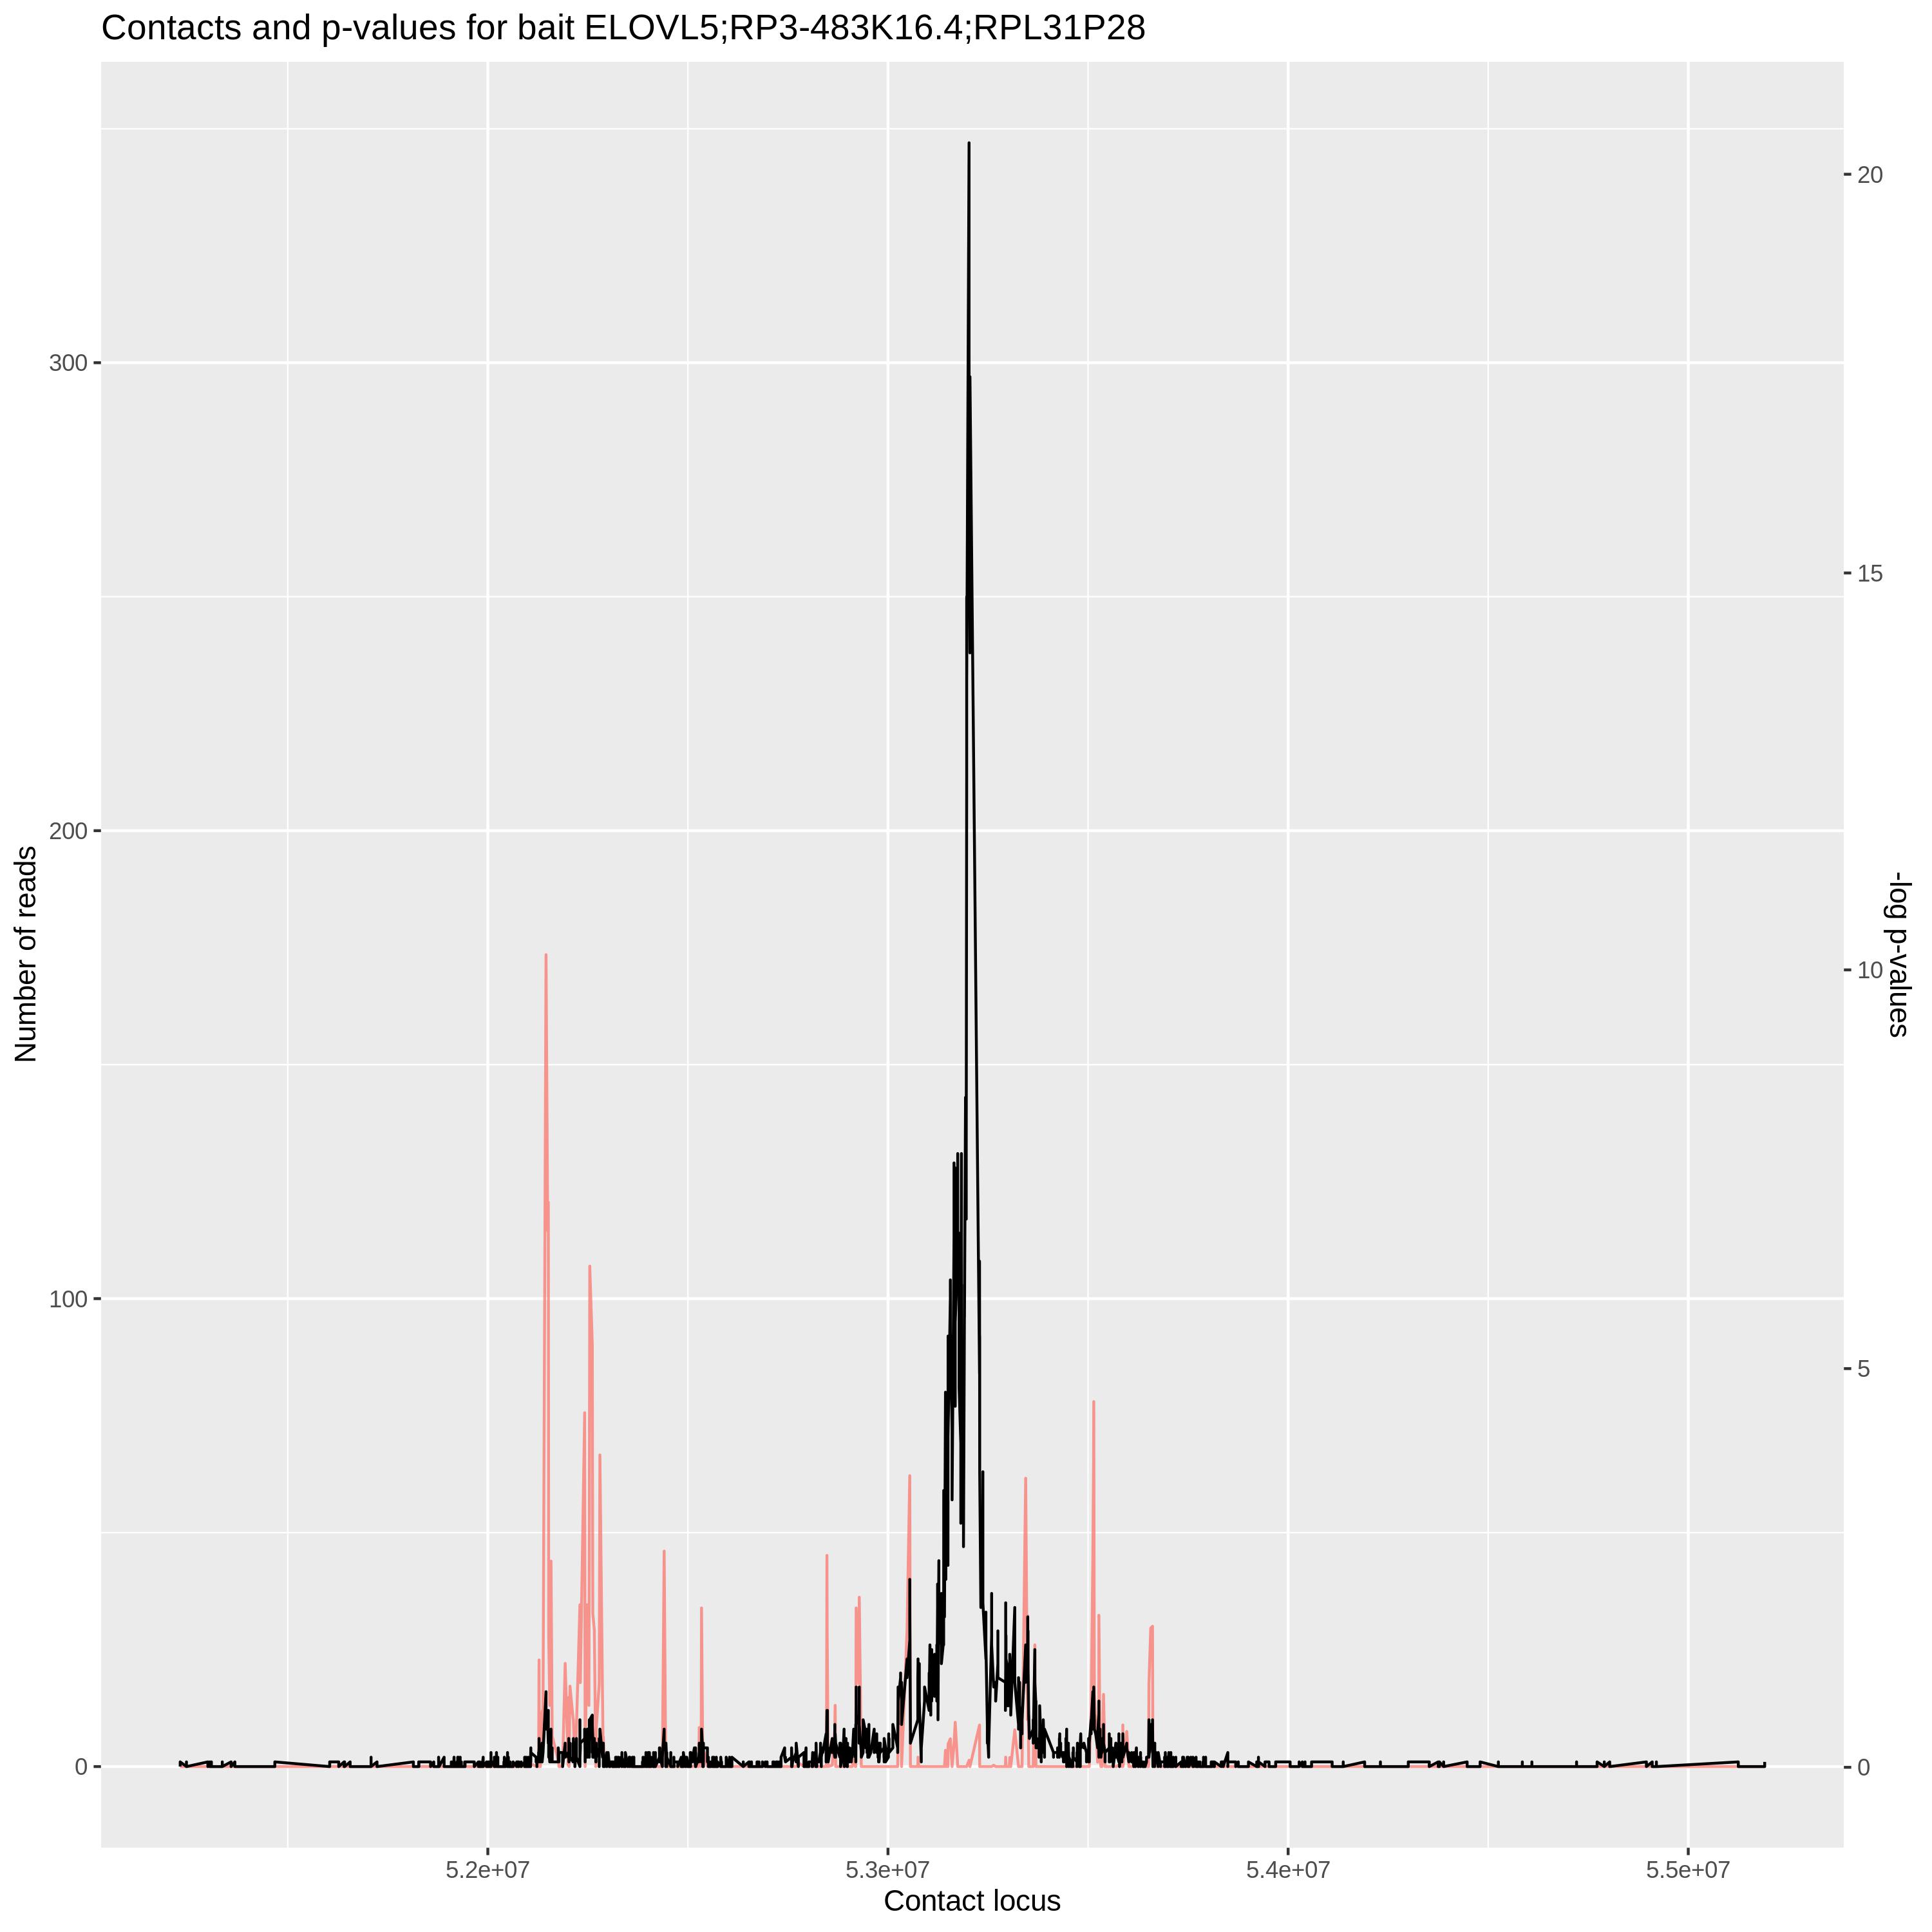 Contacts and p-values for bait ELOVL5;RP3-483K16.4;RPL31P28
300
200
100
0
Number of reads
20
15
10
5
0
-log p-values
5.2e+07
5.3e+07
5.4e+07
5.5e+07
Contact locus